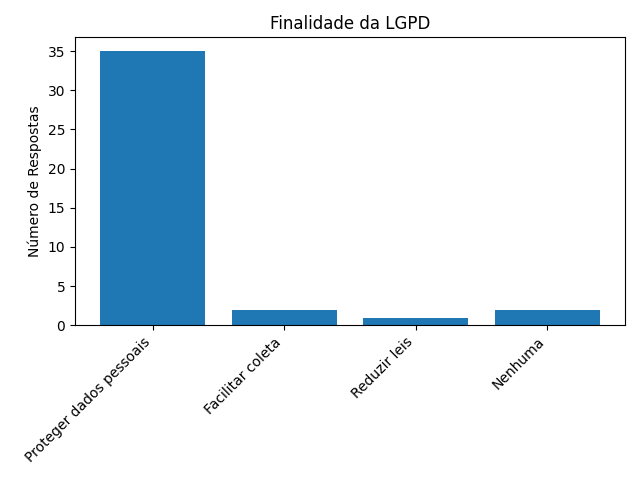 Finalidade da LGPD
Número de Respostas
35
30
25
20
15
10
5
0
Proteger dados pessoais
Facilitar coleta
Reduzir leis
Nenhuma